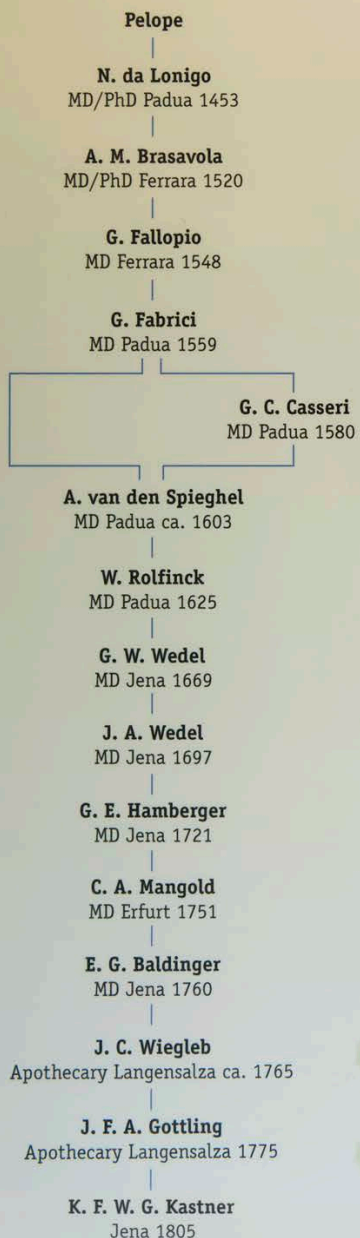 Pelope
N. da Lonigo
MD/PhD Padua 1453
A. M. Brasavola
MD/PhD Ferrara 1520
G. Fallopio
MD Ferrara 1548
G. Fabrici
MD Padua 1559
G. C. Casseri
MD Padua 1580
A. van den Spieghel
MD Padua ca. 1603
W. Rolfinck
MD Padua 1625
G. W. Wedel
MD Jena 1669
J. A. Wedel
MD Jena 1697
G. E. Hamberger
MD Jena 1721
C. A. Mangold
MD Erfurt 1751
E. G. Baldinger
MD Jena 1760
J. C. Wiegleb
Apothecary Langensalza ca. 1765
J. F. A. Gottling
Apothecary Langensalza 1775
K. F. W. G. Kastner
Jena 1805